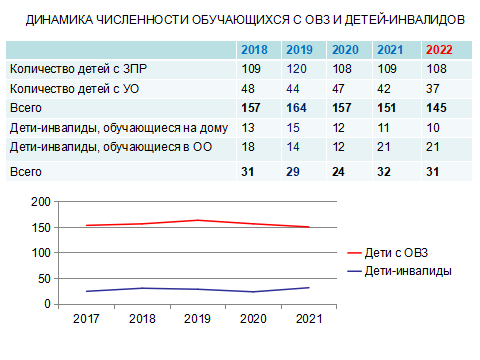 ДИНАМИКА ЧИСЛЕННОСТИ ОБУЧАЮЩИХСЯ С ОВЗ И ДЕТЕЙ-ИНВАЛИДОВ
2018 2019 2020 2021 2022
Количество детей с ЗПР 109 120 108 109 108
Количество детей с УО 48 44 47 42 37
Всего 157 164 157 151 145
Дети-инвалиды, обучающиеся на дому 13 15 12 11 10
Дети-инвалиды, обучающиеся в ОО 18 14 12 21 21
Всего 31 29 24 32 31
200
150
100
50
0
2017 2018 2019 2020 2021
Дети с ОВЗ
Дети-инвалиды